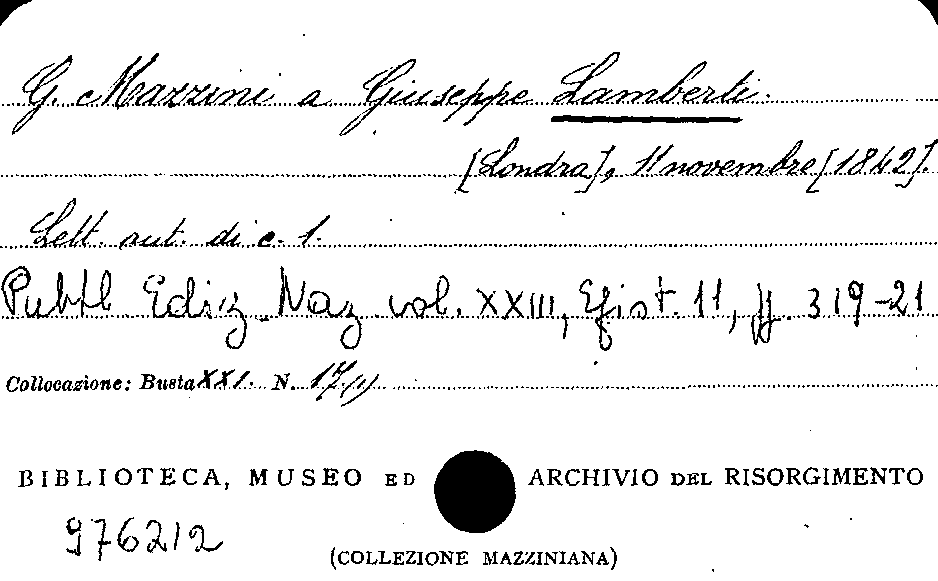 G. Mazzini a Giuseppe Lamberti.
[Londra], 11 novembre [1842].
Lett. aut. di c. 1.
Pubbl Ediz. Naz vol. XXIII, Epist. 11, pp. 319-21
Collocazione: Busta XXI. N. 17/11
BIBLIOTECA, MUSEO ED ARCHIVIO DEL RISORGIMENTO
976212
(COLLEZIONE MAZZINIANA)